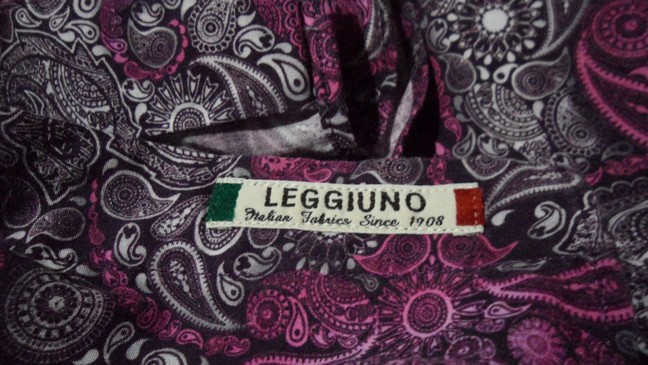 LEGGIUNO
Italian Fabrics Since 1908